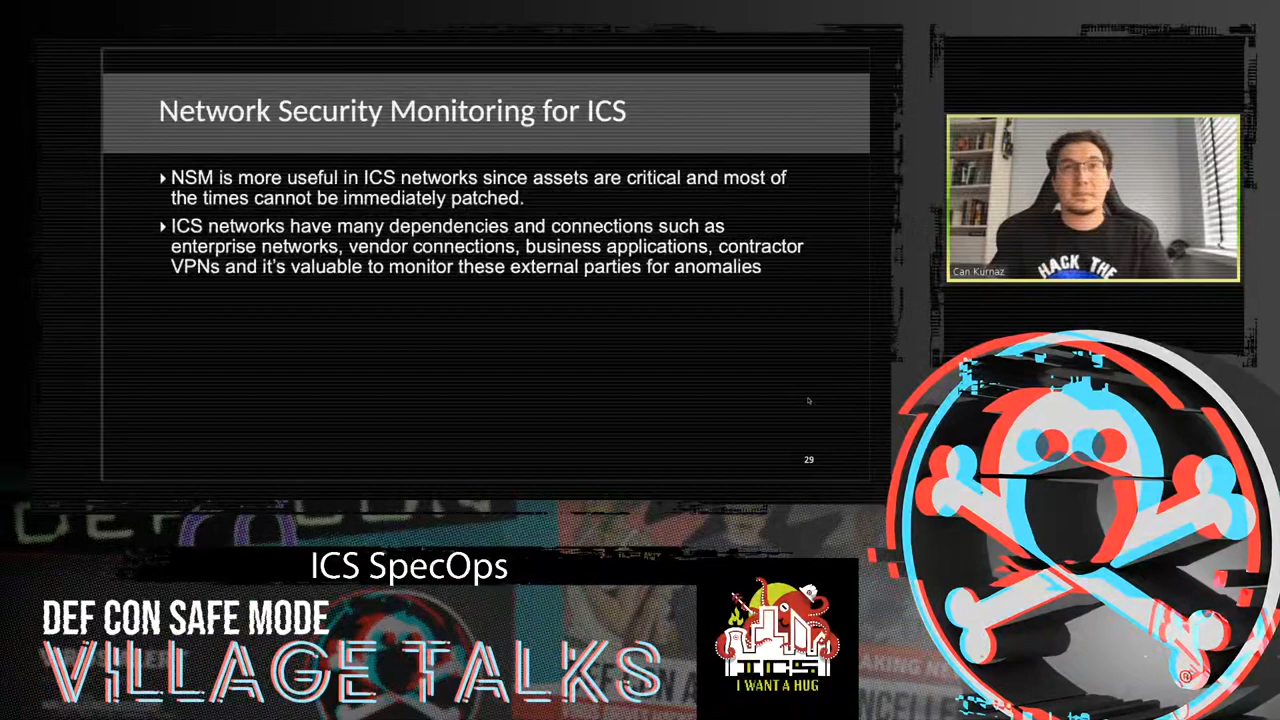 Network Security Monitoring for ICS
NSM is more useful in ICS networks since assets are critical and most of
the times cannot be immediately patched.
ICS networks have many dependencies and connections such as
enterprise networks, vendor connections, business applications, contractor
VPNs and it's valuable to monitor these external parties for anomalies
29
Can Kurnaz
HACK THE
DEF CON
ICS SpecOps
DEF CON SAFE MODE
VILLAGE TALKS
ICS
I WANT A HUG